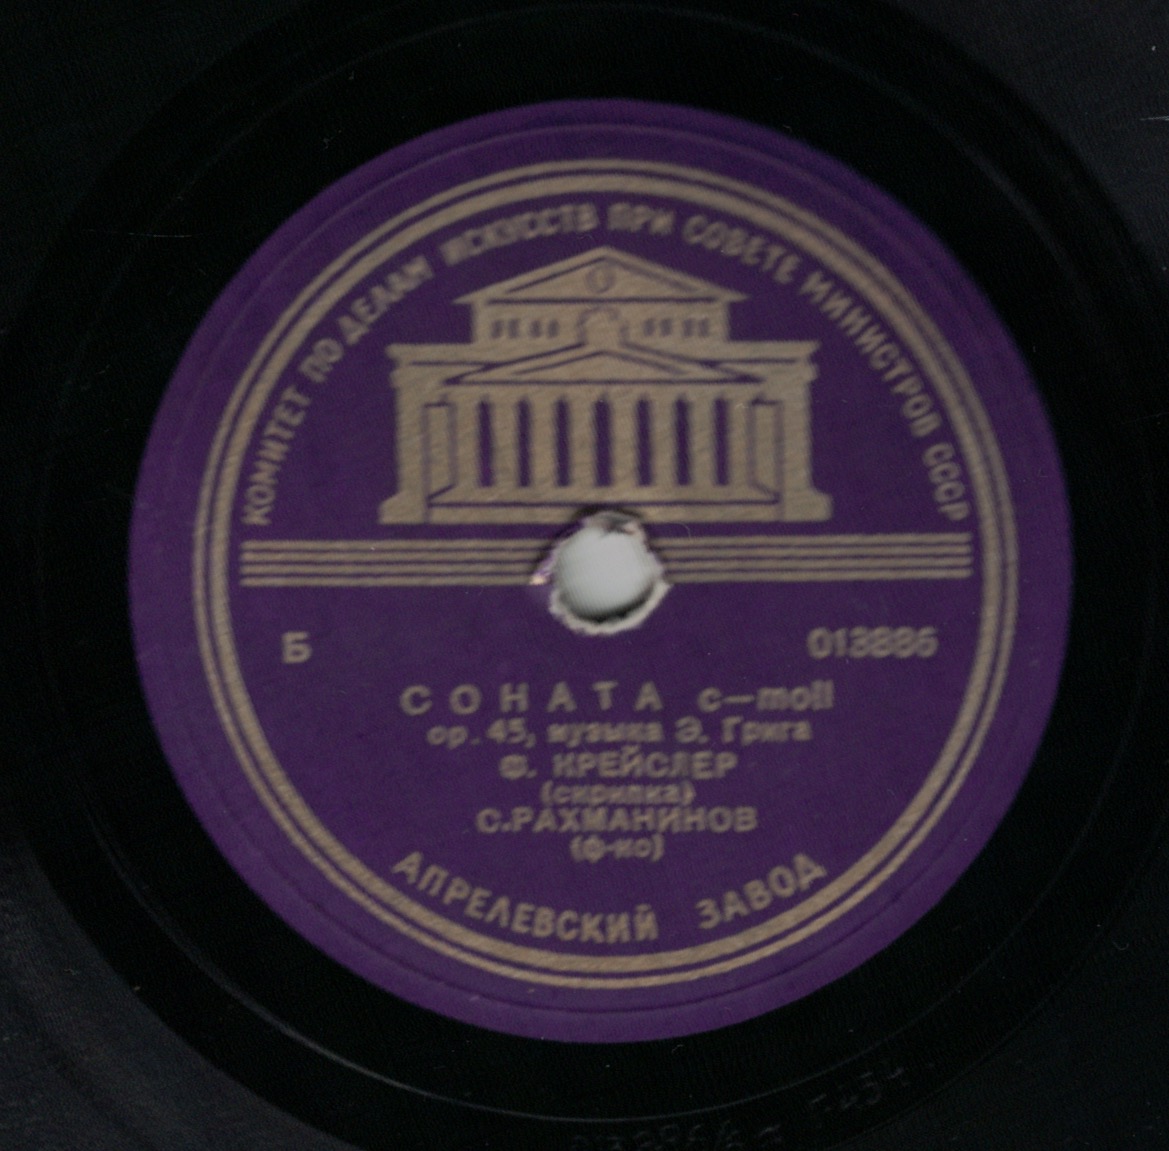 КОМИТЕТ ПО ДЕЛАМ ИСКУССТВ ПРИ СОВЕТЕ МИНИСТРОВ СССР
Б 013886
СОНАТА c—moll
op. 45, музыка Э. Грига
Ф. КРЕЙСЛЕР
(скрипка)
С.РАХМАНИНОВ
(ф-но)
АПРЕЛЕВСКИЙ ЗАВОД